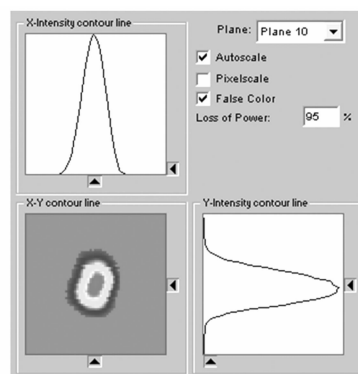 X-Intensity contour line
Plane: Plane 10
Autoscale
Pixelscale
False Color
Loss of Power: 95 %
X-Y contour line
Y-Intensity contour line